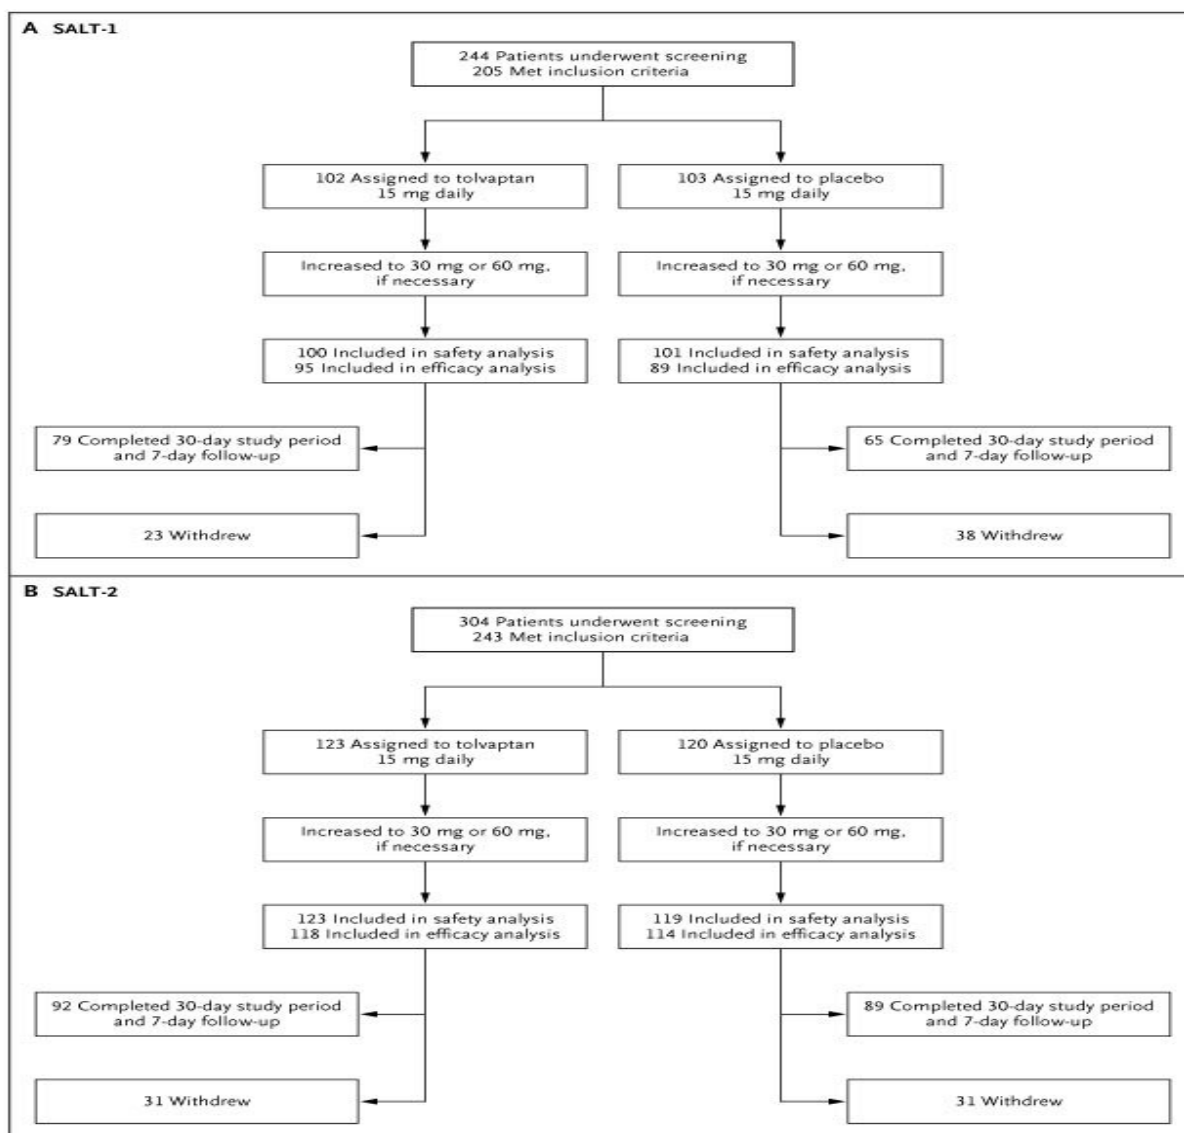 A SALT-1
244 Patients underwent screening
205 Met inclusion criteria
102 Assigned to tolvaptan
15 mg daily
103 Assigned to placebo
15 mg daily
Increased to 30 mg or 60 mg,
if necessary
Increased to 30 mg or 60 mg,
if necessary
100 Included in safety analysis
95 Included in efficacy analysis
101 Included in safety analysis
89 Included in efficacy analysis
79 Completed 30-day study period
and 7-day follow-up
65 Completed 30-day study period
and 7-day follow-up
23 Withdrew
38 Withdrew
B SALT-2
304 Patients underwent screening
243 Met inclusion criteria
123 Assigned to tolvaptan
15 mg daily
120 Assigned to placebo
15 mg daily
Increased to 30 mg or 60 mg,
if necessary
Increased to 30 mg or 60 mg,
if necessary
123 Included in safety analysis
118 Included in efficacy analysis
119 Included in safety analysis
114 Included in efficacy analysis
92 Completed 30-day study period
and 7-day follow-up
89 Completed 30-day study period
and 7-day follow-up
31 Withdrew
31 Withdrew